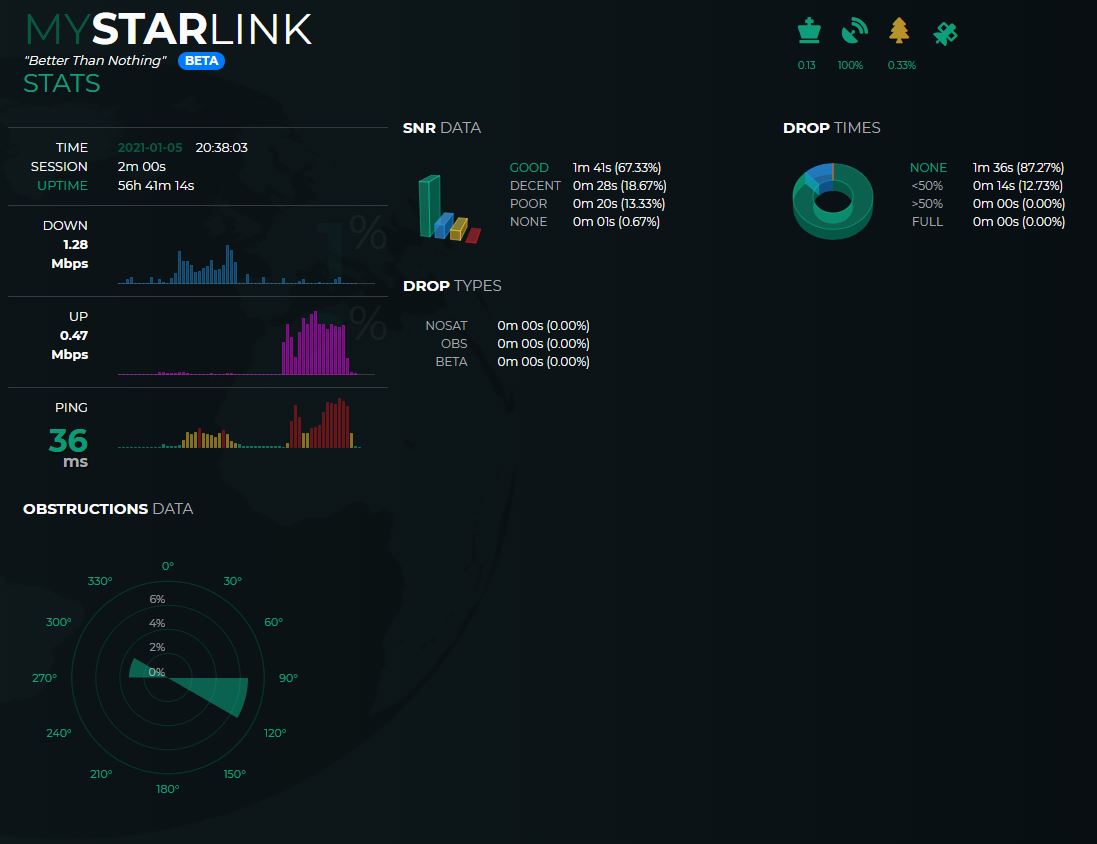 MYSTARLINK
"Better Than Nothing" BETA
STATS
0.13 100% 0.33%
TIME 2021-01-05 20:38:03
SESSION 2m 00s
UPTIME 56h 41m 14s
DOWN
1.28
Mbps
%
UP
0.47
Mbps
%
PING
36
ms
SNR DATA
GOOD 1m 41s (67.33%)
DECENT 0m 28s (18.67%)
POOR 0m 20s (13.33%)
NONE 0m 01s (0.67%)
DROP TIMES
NONE 1m 36s (87.27%)
<50% 0m 14s (12.73%)
>50% 0m 00s (0.00%)
FULL 0m 00s (0.00%)
DROP TYPES
NOSAT 0m 00s (0.00%)
OBS 0m 00s (0.00%)
BETA 0m 00s (0.00%)
OBSTRUCTIONS DATA
0°
330° 30°
6%
300° 4% 60°
2%
270° 0% 90°
240° 120°
210° 150°
180°